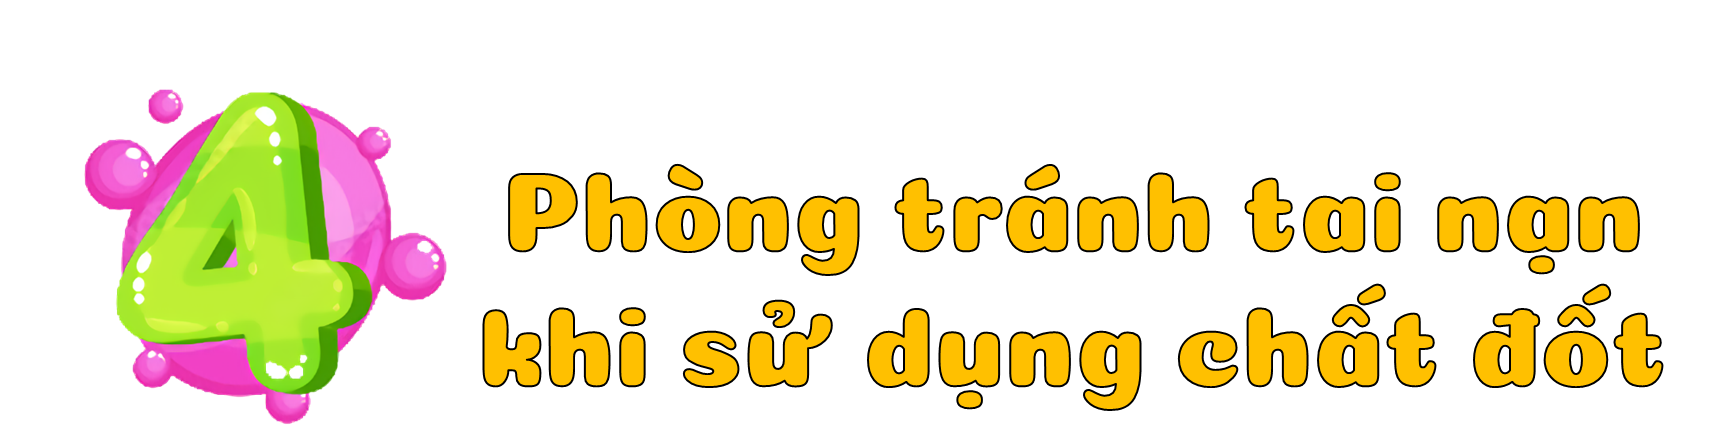 4
Phòng tránh tai nạn
khi sử dụng chất đốt